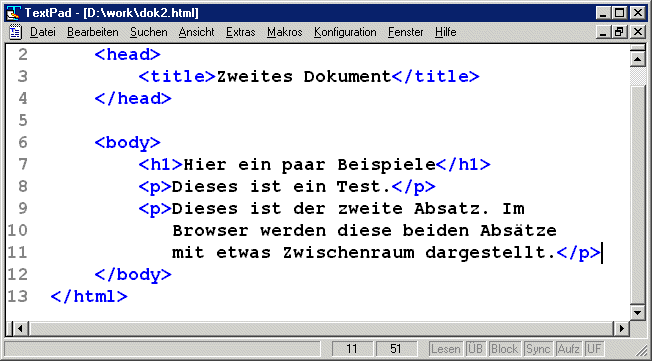 TextPad - [D:\work\dok2.html]
Datei Bearbeiten Suchen Ansicht Extras Makros Konfiguration Fenster Hilfe
2 <head>
3 <title>Zweites Dokument</title>
4 </head>
5
6 <body>
7 <h1>Hier ein paar Beispiele</h1>
8 <p>Dieses ist ein Test.</p>
9 <p>Dieses ist der zweite Absatz. Im
10 Browser werden diese beiden Absätze
11 mit etwas Zwischenraum dargestellt.</p>
12 </body>
13 </html>
11 51 Lesen ÜB Block Sync Aufz UF